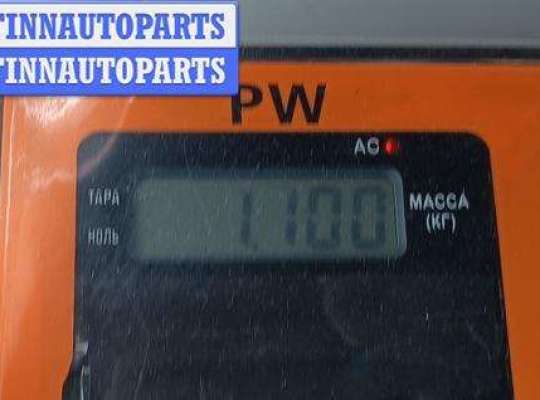 FINNAUTOPARTS
FINNAUTOPARTS
PW
AC
ТАРА
НОЛЬ
1.100
МАССА
(КГ)